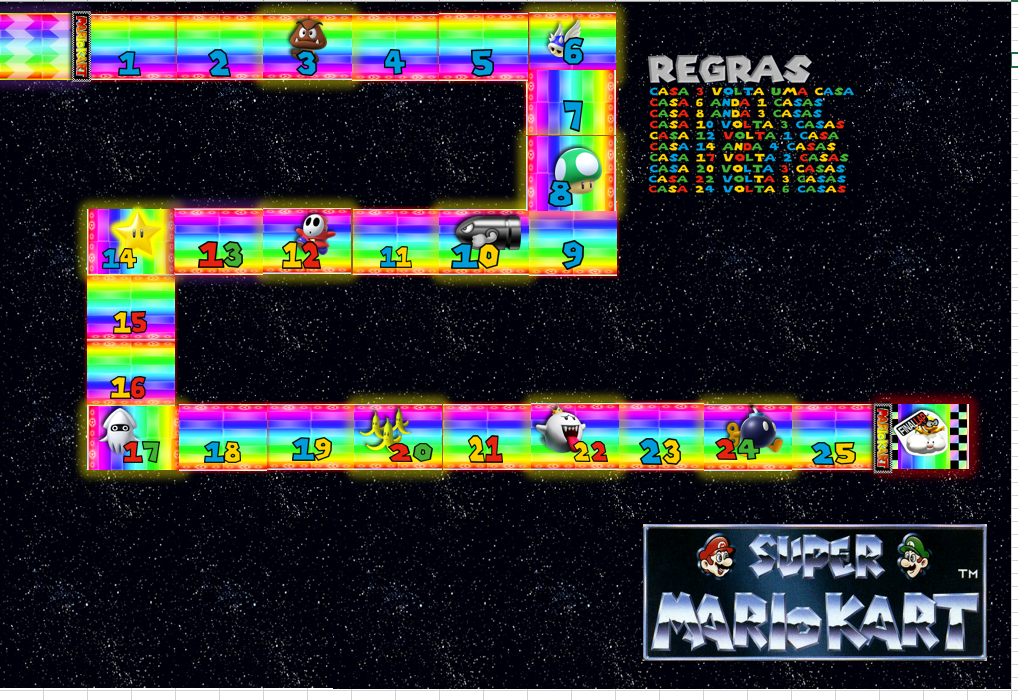 MARIOKART
1 2 3 4 5 6
7
8
14 13 12 11 10 9
15
16
17 18 19 20 21 22 23 24 25
MARIOKART
REGRAS
CASA 3 VOLTA UMA CASA
CASA 6 ANDA 1 CASAS
CASA 8 ANDA 3 CASAS
CASA 10 VOLTA 3 CASAS
CASA 12 VOLTA 1 CASA
CASA 14 ANDA 4 CASAS
CASA 17 VOLTA 2 CASAS
CASA 20 VOLTA 3 CASAS
CASA 22 VOLTA 3 CASAS
CASA 24 VOLTA 6 CASAS
SUPER
MARIO KART TM